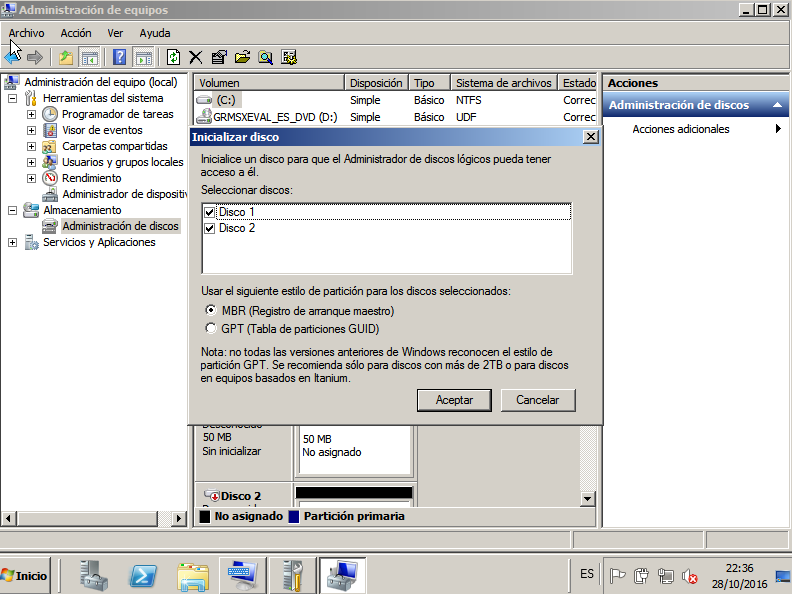 Administración de equipos
Archivo Acción Ver Ayuda
Administración del equipo (local)
Herramientas del sistema
Programador de tareas
Visor de eventos
Carpetas compartidas
Usuarios y grupos locales
Rendimiento
Administrador de dispositiv
Almacenamiento
Administración de discos
Servicios y Aplicaciones
Volumen Disposición Tipo Sistema de archivos Estado
(C:) Simple Básico NTFS Correc
GRMSXEVAL_ES_DVD (D:) Simple Básico UDF Correc
Inicializar disco
Inicialice un disco para que el Administrador de discos lógicos pueda tener
acceso a él.
Seleccionar discos:
Disco 1
Disco 2
Usar el siguiente estilo de partición para los discos seleccionados:
MBR (Registro de arranque maestro)
GPT (Tabla de particiones GUID)
Nota: no todas las versiones anteriores de Windows reconocen el estilo de
partición GPT. Se recomienda sólo para discos con más de 2TB o para discos
en equipos basados en Itanium.
Aceptar Cancelar
50 MB
Sin inicializar
50 MB
No asignado
Disco 2
No asignado Partición primaria
Acciones
Administración de discos
Acciones adicionales
Inicio
ES
22:36
28/10/2016